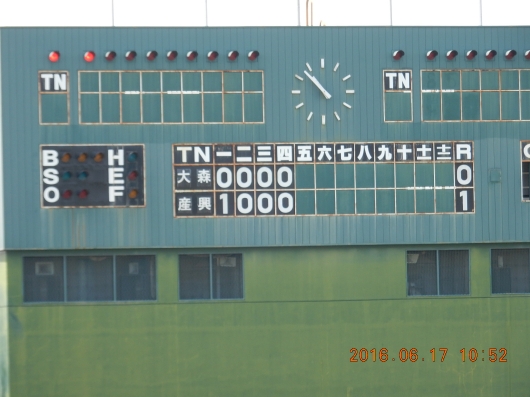 TN TN
B H TN 一 二 三 四 五 六 七 八 九 十 十一 十二 R
S E 大森 0 0 0 0 0
O F 産興 1 0 0 0 1
2016.06.17 10:52